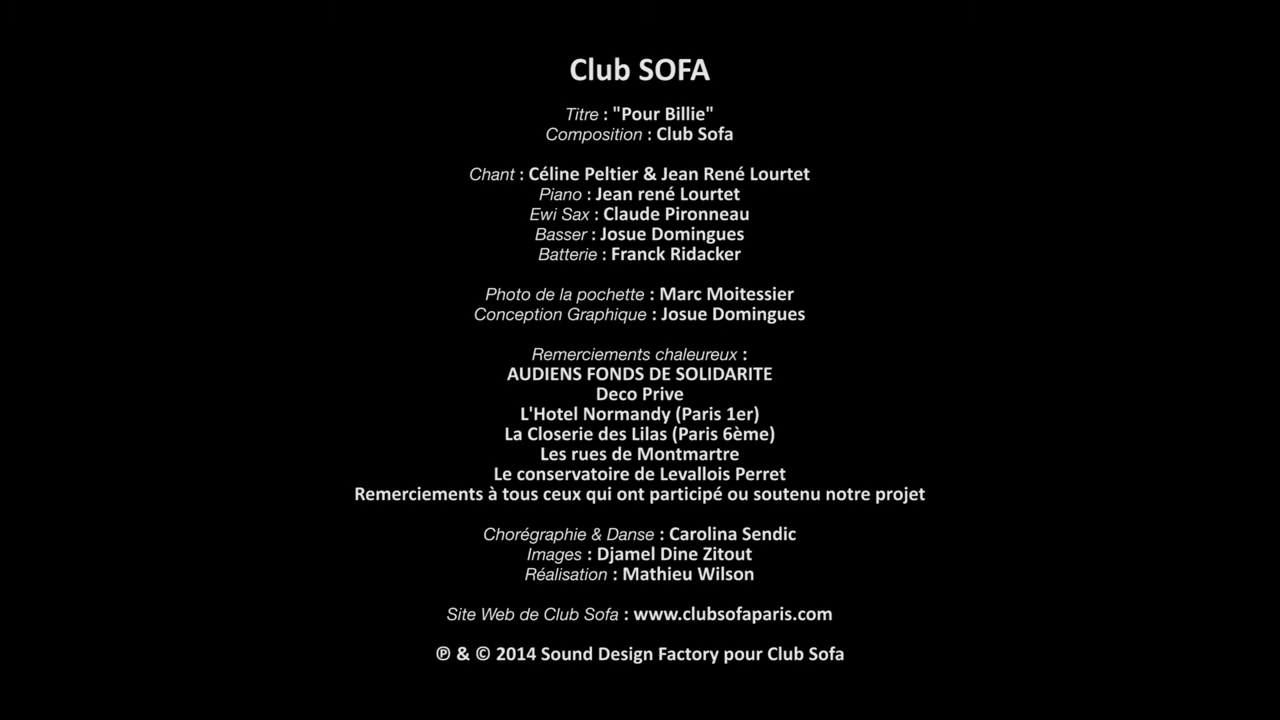 Club SOFA
Titre : "Pour Billie"
Composition : Club Sofa
Chant : Céline Peltier & Jean René Lourtet
Piano : Jean rené Lourtet
Ewi Sax : Claude Pironneau
Basser : Josue Domingues
Batterie : Franck Ridacker
Photo de la pochette : Marc Moitessier
Conception Graphique : Josue Domingues
Remerciements chaleureux :
AUDIENS FONDS DE SOLIDARITE
Deco Prive
L'Hotel Normandy (Paris 1er)
La Closerie des Lilas (Paris 6ème)
Les rues de Montmartre
Le conservatoire de Levallois Perret
Remerciements à tous ceux qui ont participé ou soutenu notre projet
Chorégraphie & Danse : Carolina Sendic
Images : Djamel Dine Zitout
Réalisation : Mathieu Wilson
Site Web de Club Sofa : www.clubsofaparis.com
℗ & © 2014 Sound Design Factory pour Club Sofa